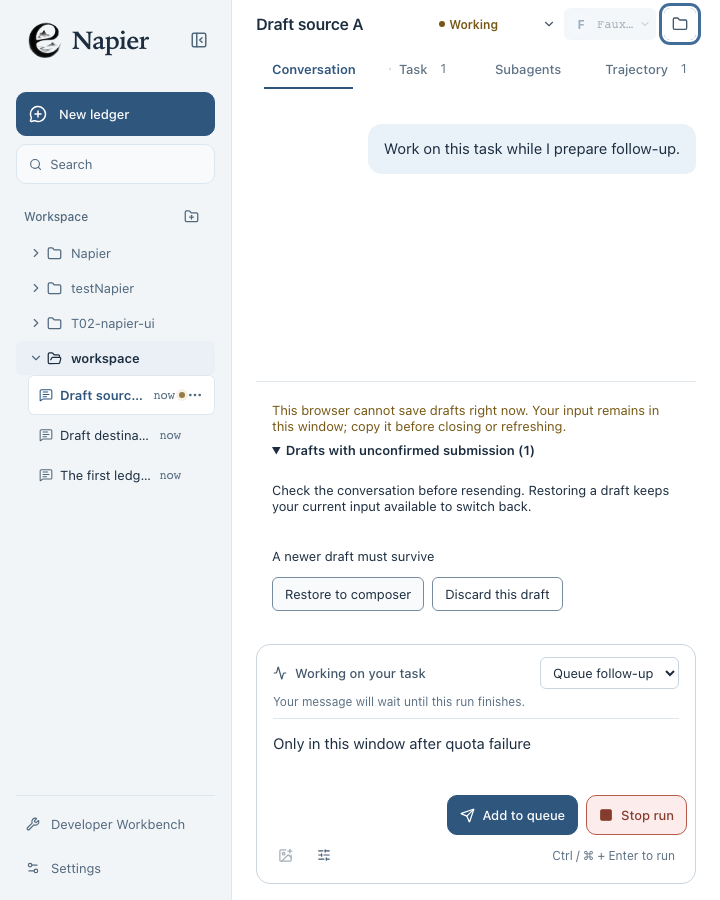 Napier
New ledger
Search
Workspace
Napier
testNapier
T02-napier-ui
workspace
Draft sourc... now
Draft destina... now
The first ledg... now
Developer Workbench
Settings
Draft source A
Working
F Faux...
Conversation
Task 1
Subagents
Trajectory 1
Work on this task while I prepare follow-up.
This browser cannot save drafts right now. Your input remains in
this window; copy it before closing or refreshing.
Drafts with unconfirmed submission (1)
Check the conversation before resending. Restoring a draft keeps
your current input available to switch back.
A newer draft must survive
Restore to composer
Discard this draft
Working on your task
Queue follow-up
Your message will wait until this run finishes.
Only in this window after quota failure
Add to queue
Stop run
Ctrl / ⌘ + Enter to run